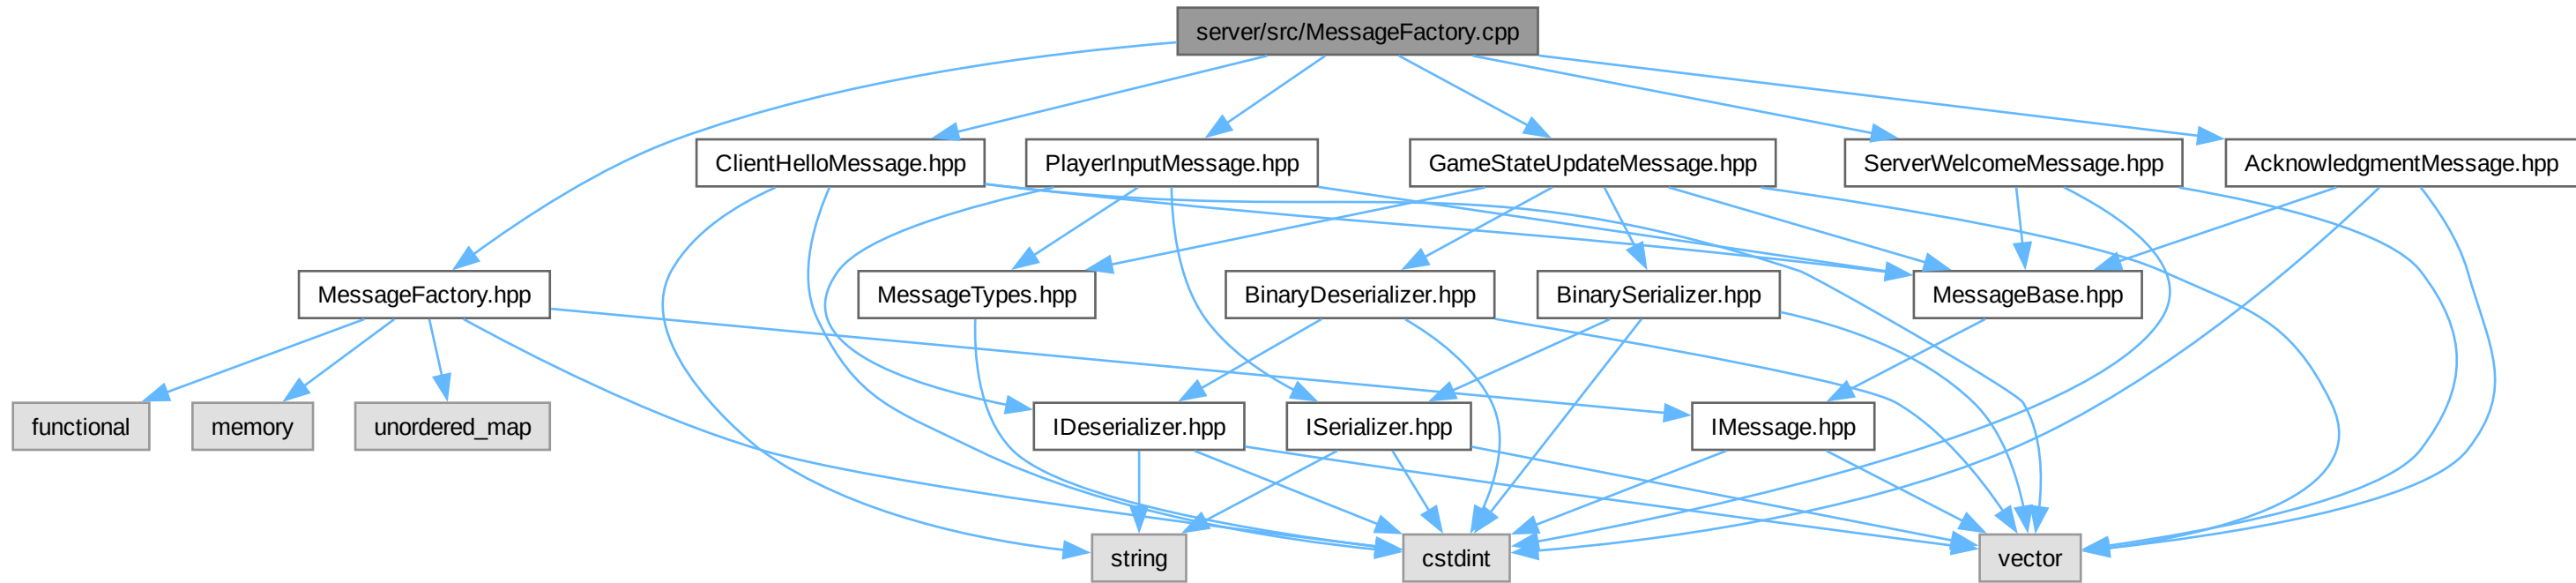 server/src/MessageFactory.cpp
ClientHelloMessage.hpp
PlayerInputMessage.hpp
GameStateUpdateMessage.hpp
ServerWelcomeMessage.hpp
AcknowledgmentMessage.hpp
MessageFactory.hpp
MessageTypes.hpp
BinaryDeserializer.hpp
BinarySerializer.hpp
MessageBase.hpp
functional
memory
unordered_map
IDeserializer.hpp
ISerializer.hpp
IMessage.hpp
string
cstdint
vector